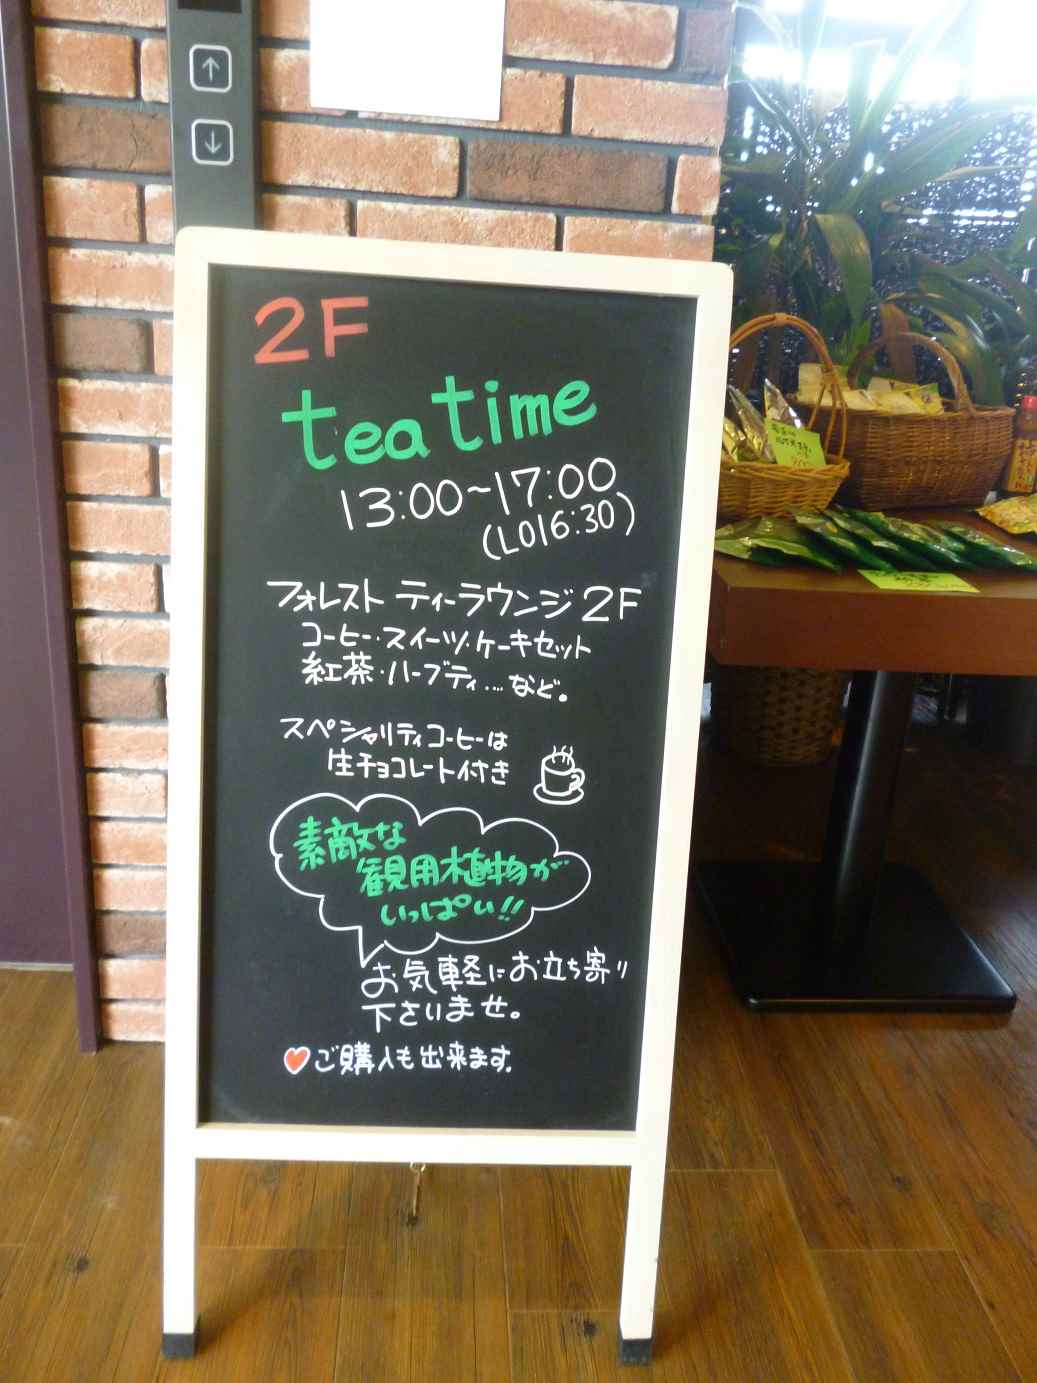 2F
tea time
13:00~17:00
(LO16:30)
フォレスト ティーラウンジ 2F
コーヒー・スイーツ・ケーキセット
紅茶・ハーブティ...など。
スペシャリティコーヒーは
生チョコレート付き
素敵な
観用植物が
いっぱい!!
お気軽にお立ち寄り
下さいませ。
ご購入も出来ます。